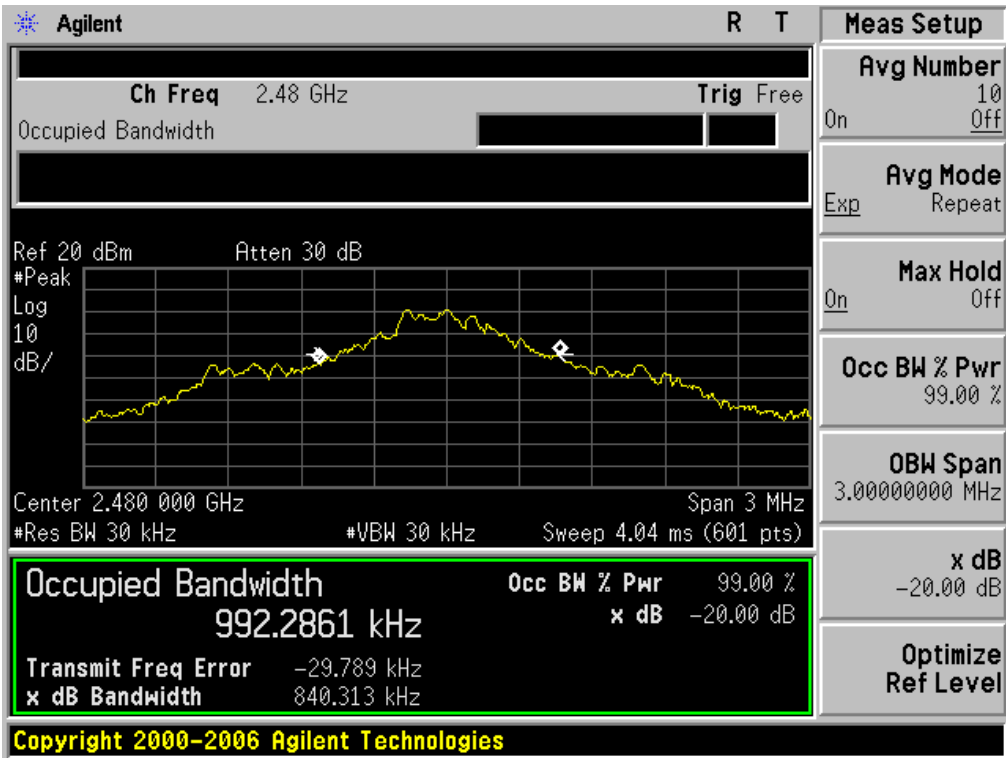 Agilent R T
Ch Freq 2.48 GHz Trig Free
Occupied Bandwidth
Ref 20 dBm Atten 30 dB
#Peak
Log
10
dB/
Center 2.480 000 GHz Span 3 MHz
#Res BW 30 kHz #VBW 30 kHz Sweep 4.04 ms (601 pts)
Occupied Bandwidth Occ BW % Pwr 99.00 %
992.2861 kHz x dB -20.00 dB
Transmit Freq Error -29.789 kHz
x dB Bandwidth 840.313 kHz
Copyright 2000-2006 Agilent Technologies
Meas Setup
Avg Number
10
On Off
Avg Mode
Exp Repeat
Max Hold
On Off
Occ BW % Pwr
99.00 %
OBW Span
3.00000000 MHz
x dB
-20.00 dB
Optimize
Ref Level